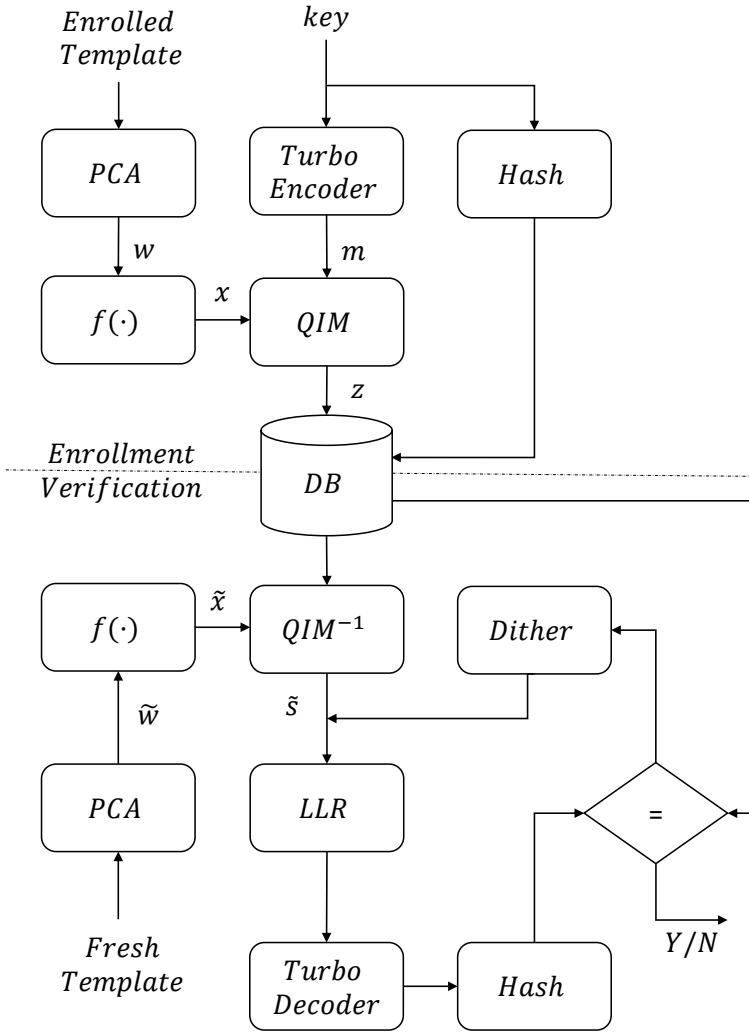 Enrolled
Template
key
PCA
Turbo
Encoder
Hash
w
m
f(·)
x
QIM
z
Enrollment
Verification
DB
f(·)
x̃
QIM⁻¹
Dither
w̃
s̃
PCA
LLR
=
Fresh
Template
Turbo
Decoder
Hash
Y/N